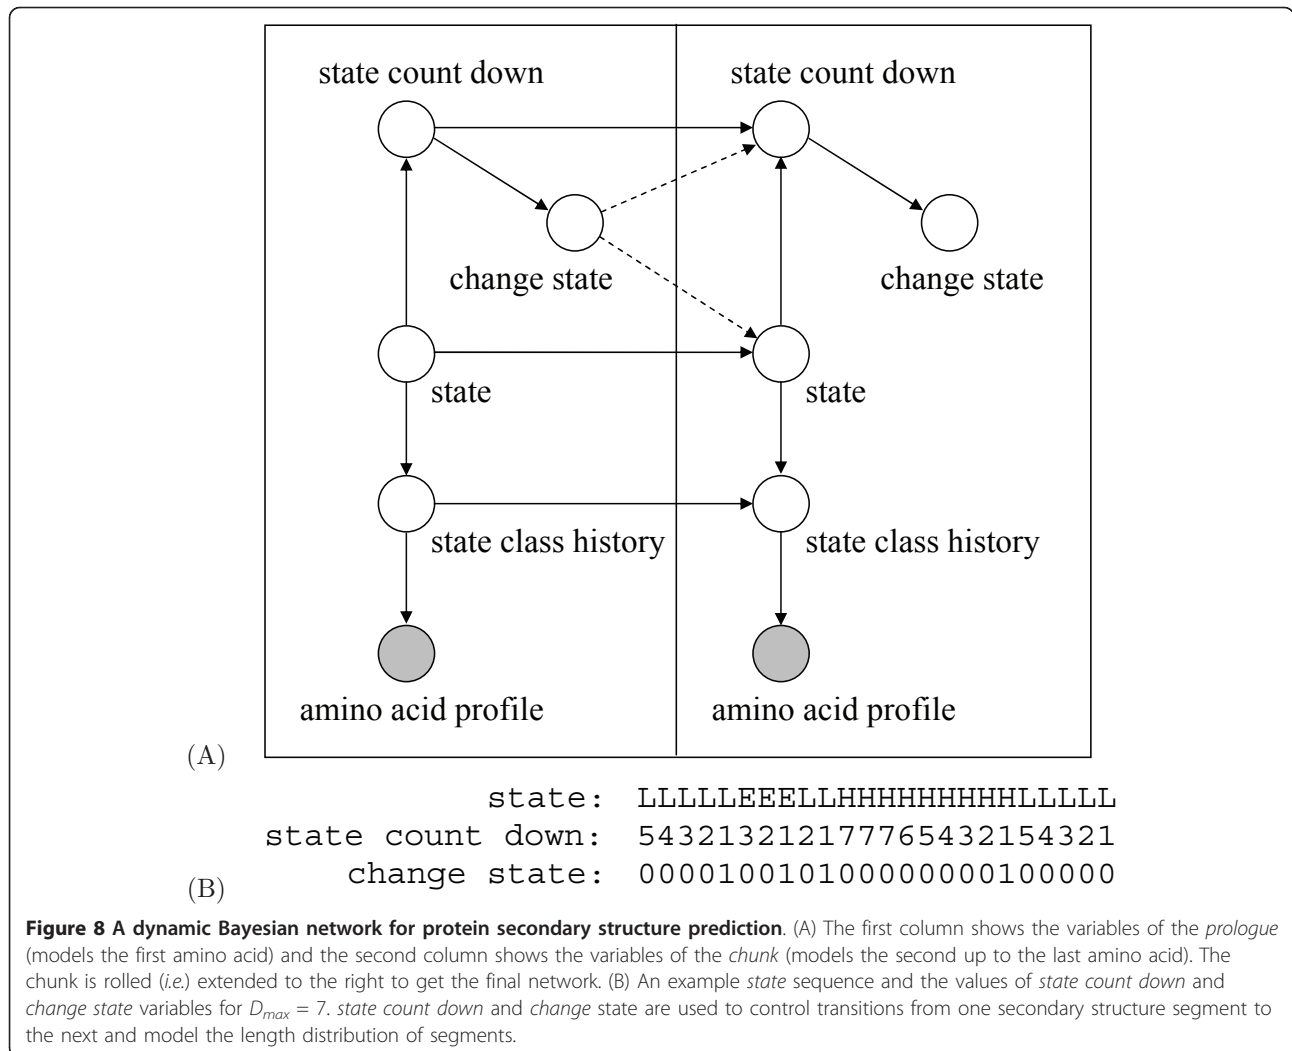 state count down
state count down
change state
change state
state
state
state class history
state class history
amino acid profile
amino acid profile
(A)
state: LLLLLEEELLHHHHHHHHHLLLLL
state count down: 543213212177765432154321
change state: 000010010100000000100000
(B)
Figure 8 A dynamic Bayesian network for protein secondary structure prediction. (A) The first column shows the variables of the prologue
(models the first amino acid) and the second column shows the variables of the chunk (models the second up to the last amino acid). The
chunk is rolled (i.e.) extended to the right to get the final network. (B) An example state sequence and the values of state count down and
change state variables for Dmax = 7. state count down and change state are used to control transitions from one secondary structure segment to
the next and model the length distribution of segments.